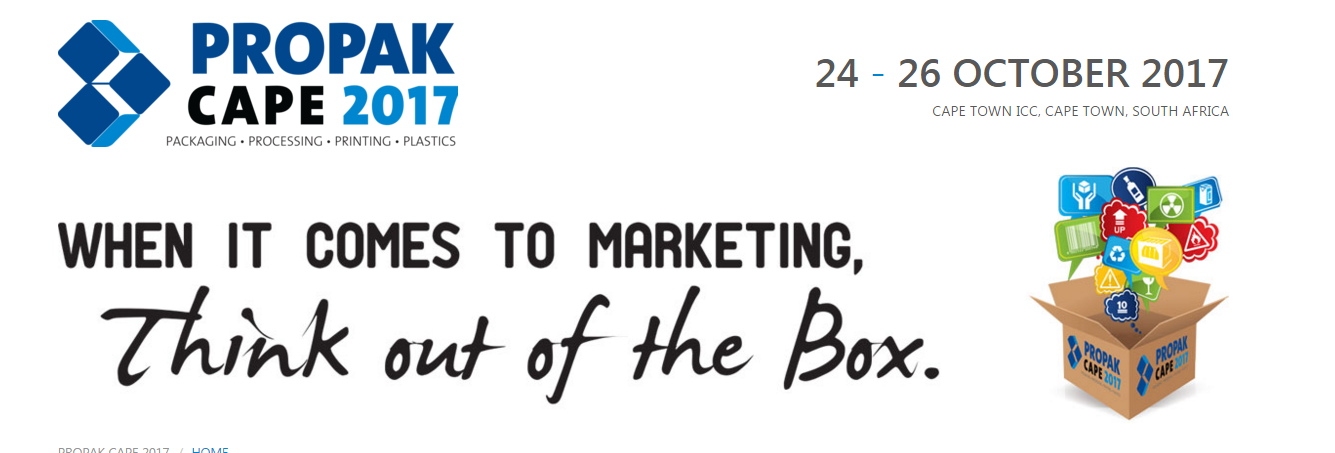 PROPAK
CAPE 2017
PACKAGING • PROCESSING • PRINTING • PLASTICS
24 - 26 OCTOBER 2017
CAPE TOWN ICC, CAPE TOWN, SOUTH AFRICA
WHEN IT COMES TO MARKETING,
Think out of the Box.
UP
10
PROPAK
CAPE 2017
PROPAK
CAPE 2017
PROPAK CAPE 2017 / HOME